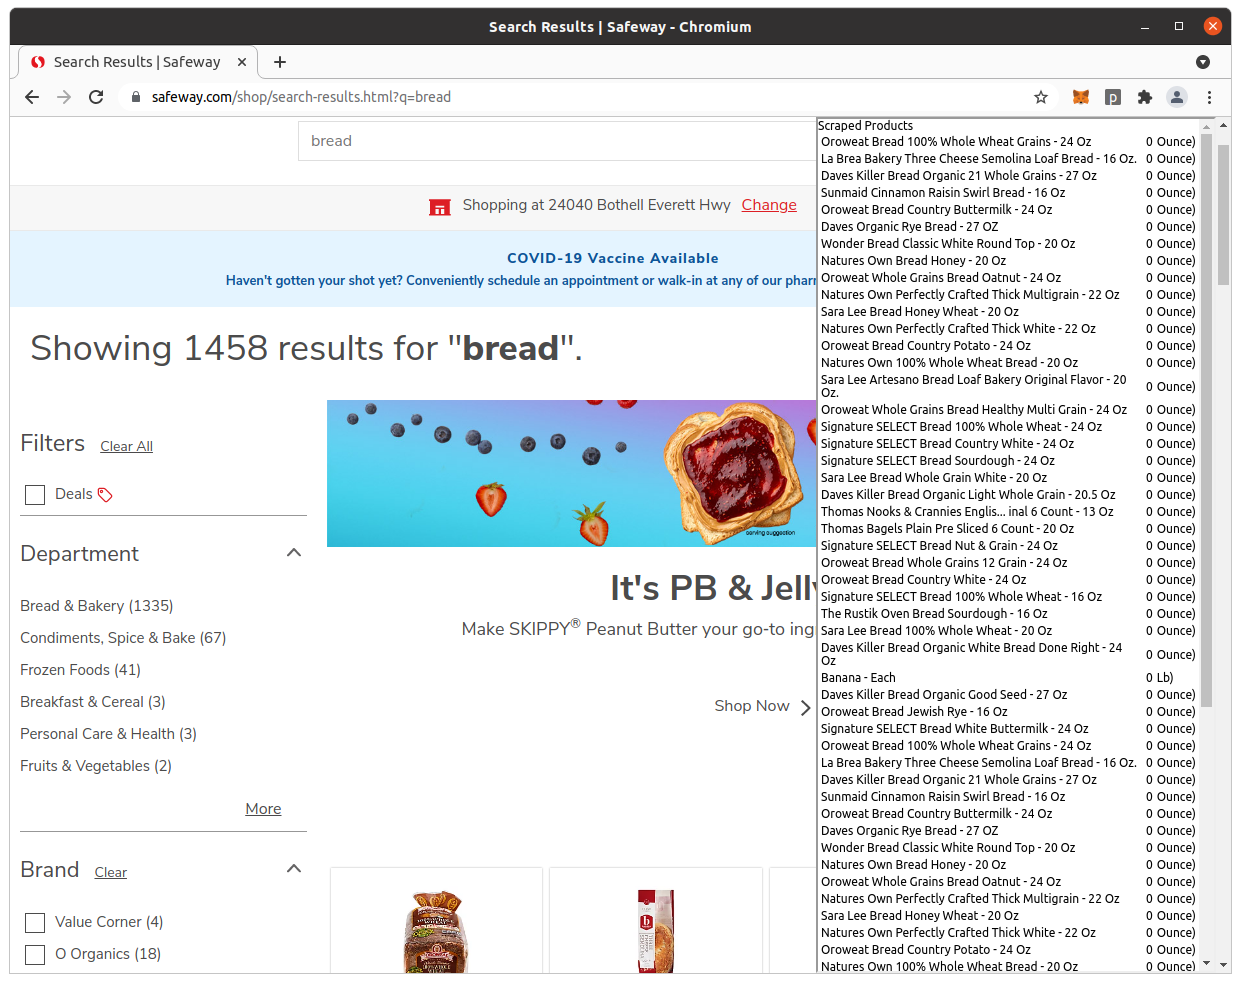 Search Results | Safeway - Chromium
Search Results | Safeway
safeway.com/shop/search-results.html?q=bread
p
bread
Shopping at 24040 Bothell Everett Hwy Change
COVID-19 Vaccine Available
Haven't gotten your shot yet? Conveniently schedule an appointment or walk-in at any of our pharm
Showing 1458 results for "bread".
Filters Clear All
Deals
Department
Bread & Bakery (1335)
Condiments, Spice & Bake (67)
Frozen Foods (41)
Breakfast & Cereal (3)
Personal Care & Health (3)
Fruits & Vegetables (2)
More
Brand Clear
Value Corner (4)
O Organics (18)
serving suggestion
It's PB & Jelly
Make SKIPPY® Peanut Butter your go-to ing
Shop Now
b
Scraped Products
Oroweat Bread 100% Whole Wheat Grains - 24 Oz 0 Ounce)
La Brea Bakery Three Cheese Semolina Loaf Bread - 16 Oz. 0 Ounce)
Daves Killer Bread Organic 21 Whole Grains - 27 Oz 0 Ounce)
Sunmaid Cinnamon Raisin Swirl Bread - 16 Oz 0 Ounce)
Oroweat Bread Country Buttermilk - 24 Oz 0 Ounce)
Daves Organic Rye Bread - 27 OZ 0 Ounce)
Wonder Bread Classic White Round Top - 20 Oz 0 Ounce)
Natures Own Bread Honey - 20 Oz 0 Ounce)
Oroweat Whole Grains Bread Oatnut - 24 Oz 0 Ounce)
Natures Own Perfectly Crafted Thick Multigrain - 22 Oz 0 Ounce)
Sara Lee Bread Honey Wheat - 20 Oz 0 Ounce)
Natures Own Perfectly Crafted Thick White - 22 Oz 0 Ounce)
Oroweat Bread Country Potato - 24 Oz 0 Ounce)
Natures Own 100% Whole Wheat Bread - 20 Oz 0 Ounce)
Sara Lee Artesano Bread Loaf Bakery Original Flavor - 20
Oz. 0 Ounce)
Oroweat Whole Grains Bread Healthy Multi Grain - 24 Oz 0 Ounce)
Signature SELECT Bread 100% Whole Wheat - 24 Oz 0 Ounce)
Signature SELECT Bread Country White - 24 Oz 0 Ounce)
Signature SELECT Bread Sourdough - 24 Oz 0 Ounce)
Sara Lee Bread Whole Grain White - 20 Oz 0 Ounce)
Daves Killer Bread Organic Light Whole Grain - 20.5 Oz 0 Ounce)
Thomas Nooks & Crannies Englis... inal 6 Count - 13 Oz 0 Ounce)
Thomas Bagels Plain Pre Sliced 6 Count - 20 Oz 0 Ounce)
Signature SELECT Bread Nut & Grain - 24 Oz 0 Ounce)
Oroweat Bread Whole Grains 12 Grain - 24 Oz 0 Ounce)
Oroweat Bread Country White - 24 Oz 0 Ounce)
Signature SELECT Bread 100% Whole Wheat - 16 Oz 0 Ounce)
The Rustik Oven Bread Sourdough - 16 Oz 0 Ounce)
Sara Lee Bread 100% Whole Wheat - 20 Oz 0 Ounce)
Daves Killer Bread Organic White Bread Done Right - 24
Oz 0 Ounce)
Banana - Each 0 Lb)
Daves Killer Bread Organic Good Seed - 27 Oz 0 Ounce)
Oroweat Bread Jewish Rye - 16 Oz 0 Ounce)
Signature SELECT Bread White Buttermilk - 24 Oz 0 Ounce)
Oroweat Bread 100% Whole Wheat Grains - 24 Oz 0 Ounce)
La Brea Bakery Three Cheese Semolina Loaf Bread - 16 Oz. 0 Ounce)
Daves Killer Bread Organic 21 Whole Grains - 27 Oz 0 Ounce)
Sunmaid Cinnamon Raisin Swirl Bread - 16 Oz 0 Ounce)
Oroweat Bread Country Buttermilk - 24 Oz 0 Ounce)
Daves Organic Rye Bread - 27 OZ 0 Ounce)
Wonder Bread Classic White Round Top - 20 Oz 0 Ounce)
Natures Own Bread Honey - 20 Oz 0 Ounce)
Oroweat Whole Grains Bread Oatnut - 24 Oz 0 Ounce)
Natures Own Perfectly Crafted Thick Multigrain - 22 Oz 0 Ounce)
Sara Lee Bread Honey Wheat - 20 Oz 0 Ounce)
Natures Own Perfectly Crafted Thick White - 22 Oz 0 Ounce)
Oroweat Bread Country Potato - 24 Oz 0 Ounce)
Natures Own 100% Whole Wheat Bread - 20 Oz 0 Ounce)